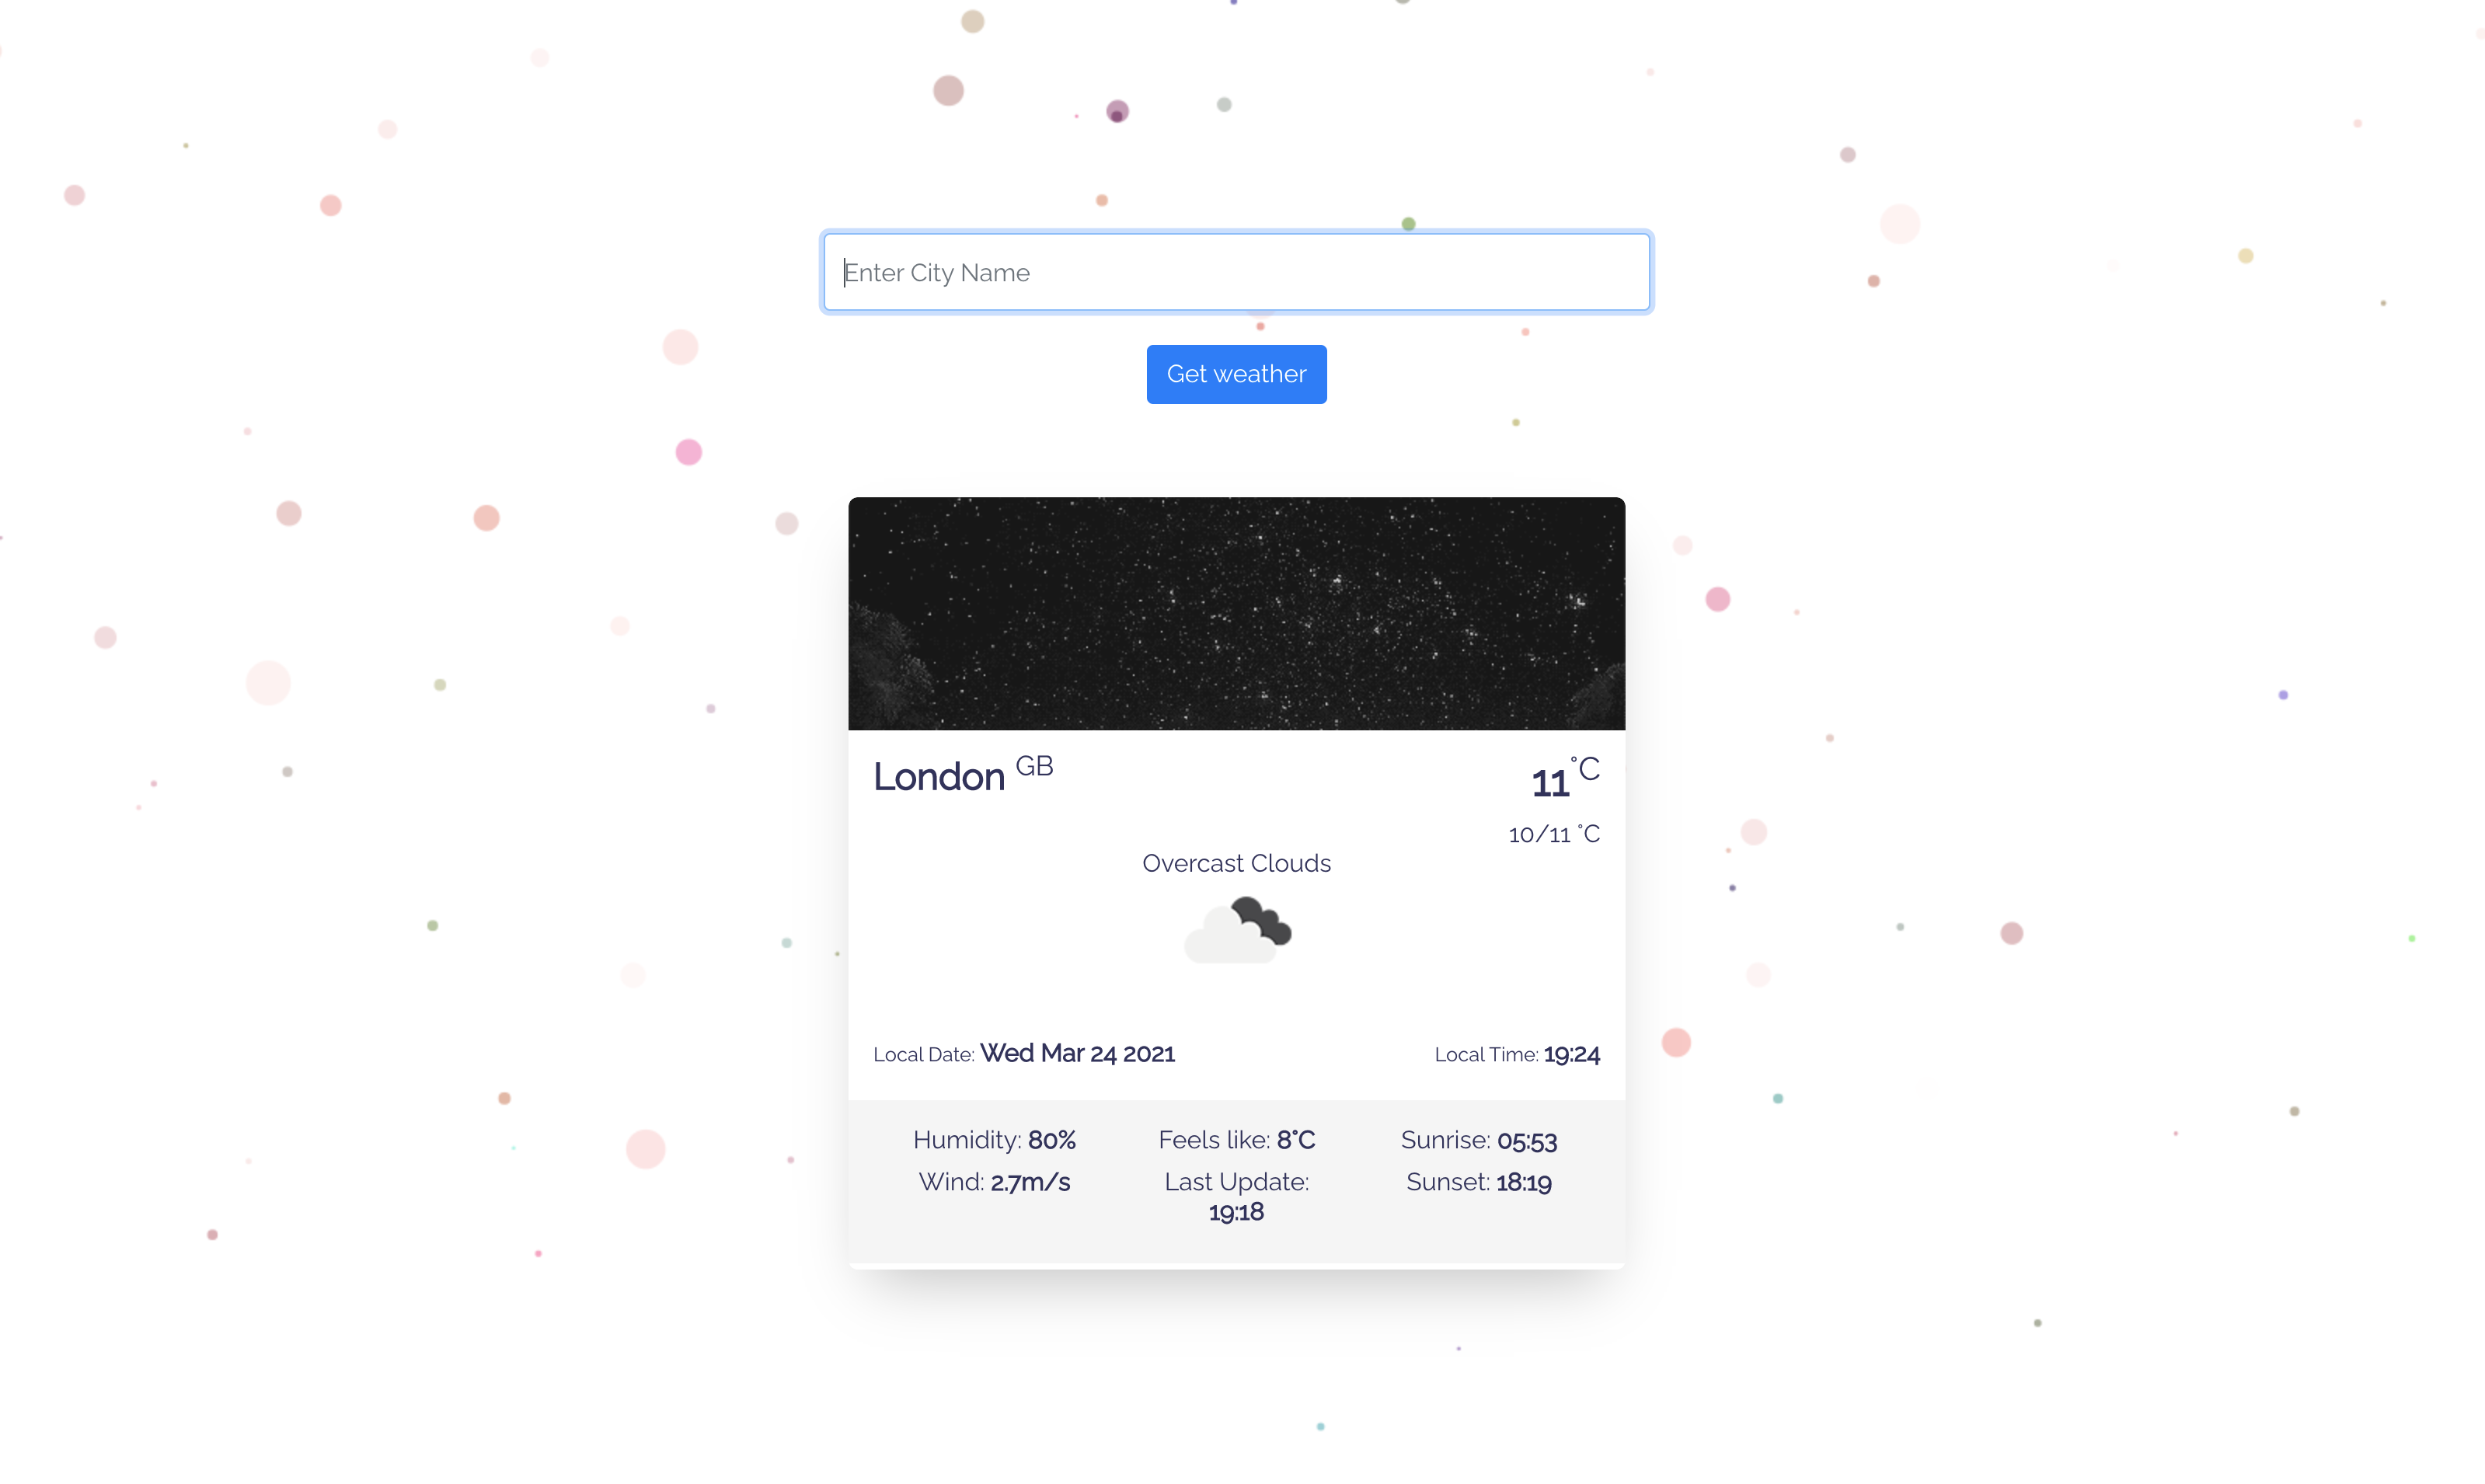 Enter City Name
Get weather
London GB
11°C
10/11 °C
Overcast Clouds
Local Date: Wed Mar 24 2021
Local Time: 19:24
Humidity: 80%
Feels like: 8°C
Sunrise: 05:53
Wind: 2.7m/s
Last Update:
19:18
Sunset: 18:19